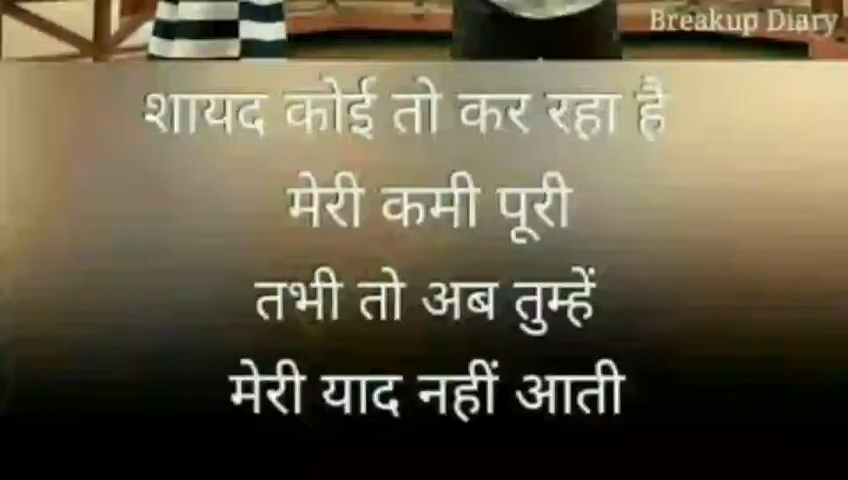 Breakup Diary
शायद कोई तो कर रहा है
मेरी कमी पूरी
तभी तो अब तुम्हें
मेरी याद नहीं आती